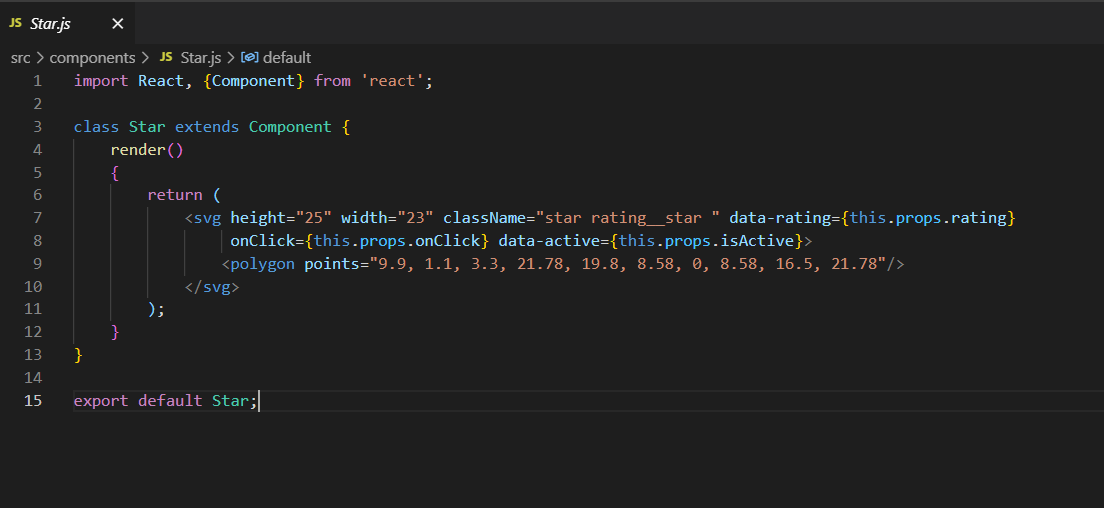 JS Star.js ×
src > components > JS Star.js > default
1 import React, {Component} from 'react';
2
3 class Star extends Component {
4 render()
5 {
6 return (
7 <svg height="25" width="23" className="star rating__star " data-rating={this.props.rating}
8 onClick={this.props.onClick} data-active={this.props.isActive}>
9 <polygon points="9.9, 1.1, 3.3, 21.78, 19.8, 8.58, 0, 8.58, 16.5, 21.78"/>
10 </svg>
11 );
12 }
13 }
14
15 export default Star;